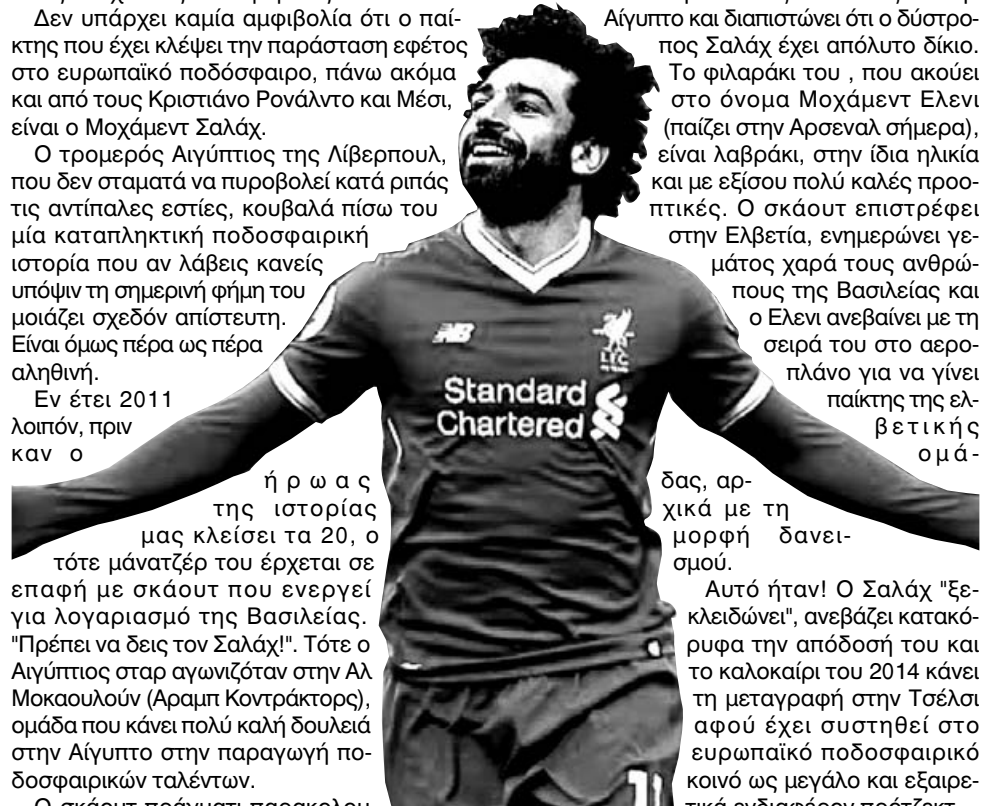 Δεν υπάρχει καμία αμφιβολία ότι ο παί-
κτης που έχει κλέψει την παράσταση εφέτος
στο ευρωπαϊκό ποδόσφαιρο, πάνω ακόμα
και από τους Κριστιάνο Ρονάλντο και Μέσι,
είναι ο Μοχάμεντ Σαλάχ.
Ο τρομερός Αιγύπτιος της Λίβερπουλ,
που δεν σταματά να πυροβολεί κατά ριπάς
τις αντίπαλες εστίες, κουβαλά πίσω του
μία καταπληκτική ποδοσφαιρική
ιστορία που αν λάβεις κανείς
υπόψιν τη σημερινή φήμη του
μοιάζει σχεδόν απίστευτη.
Είναι όμως πέρα ως πέρα
αληθινή.
Εν έτει 2011
λοιπόν, πριν
καν ο
ήρωας
της ιστορίας
μας κλείσει τα 20, ο
τότε μάνατζέρ του έρχεται σε
επαφή με σκάουτ που ενεργεί
για λογαριασμό της Βασιλείας.
"Πρέπει να δεις τον Σαλάχ!". Τότε ο
Αιγύπτιος σταρ αγωνιζόταν στην Αλ
Μοκαουλούν (Αραμπ Κοντράκτορς),
ομάδα που κάνει πολύ καλή δουλειά
στην Αίγυπτο στην παραγωγή πο-
δοσφαιρικών ταλέντων.
Ο σκάουτ πράγματι παρακολου-
Αίγυπτο και διαπιστώνει ότι ο δύστρο-
πος Σαλάχ έχει απόλυτο δίκιο.
Το φιλαράκι του , που ακούει
στο όνομα Μοχάμεντ Ελενι
(παίζει στην Αρσεναλ σήμερα),
είναι λαβράκι, στην ίδια ηλικία
και με εξίσου πολύ καλές προο-
πτικές. Ο σκάουτ επιστρέφει
στην Ελβετία, ενημερώνει γε-
μάτος χαρά τους ανθρώ-
πους της Βασιλείας και
ο Ελενι ανεβαίνει με τη
σειρά του στο αερο-
πλάνο για να γίνει
παίκτης της ελ-
βετικής
ομά-
δας, αρ-
χικά με τη
μορφή δανει-
σμού.
Αυτό ήταν! Ο Σαλάχ "ξε-
κλειδώνει", ανεβάζει κατακό-
ρυφα την απόδοσή του και
το καλοκαίρι του 2014 κάνει
τη μεταγραφή στην Τσέλσι
αφού έχει συστηθεί στο
ευρωπαϊκό ποδοσφαιρικό
κοινό ως μεγάλο και εξαιρε-
τικά ενδιαφέρον πρότζεκτ
NB
L.F.C.
Standard
Chartered
11